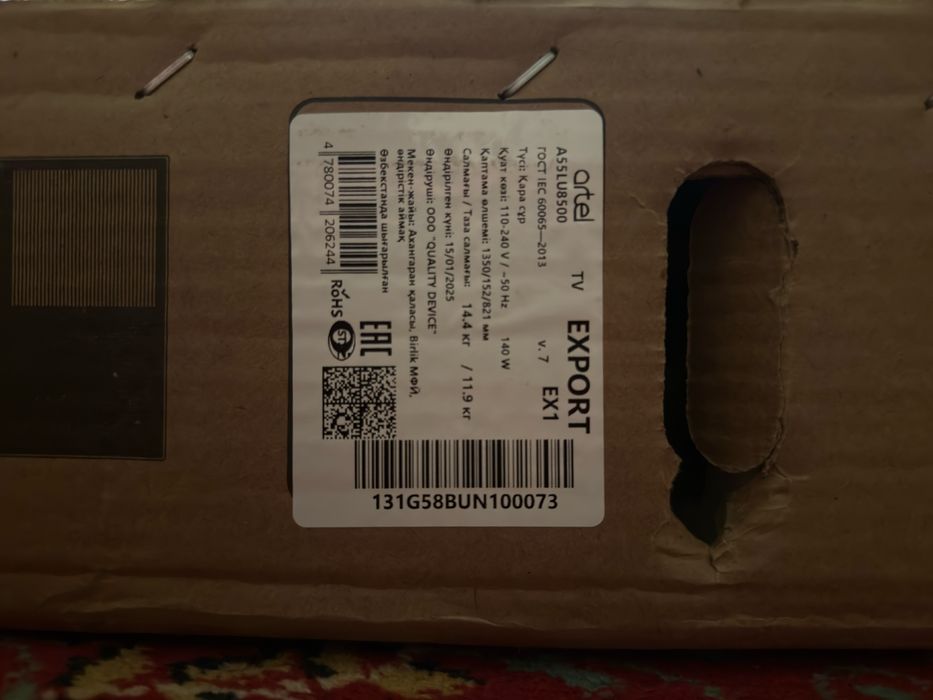 artel TV EXPORT
A55LU8500 EX1
ГОСТ IEC 60065—2013 v. 7
Түсі: Қара сұр
Қуат көзі: 110-240 V / ~50 Hz 140 W
Қаптама өлшемі: 1350/152/821 мм
Салмағы / Таза салмағы: 14.4 кг / 11.9 кг
Өндірілген күні: 15/01/2025
Өндіруші: ООО "QUALITY DEVICE"
Мекен-жайы: Ахангаран қаласы, Birlik МФЙ,
өндірістік аймақ
Өзбекстанда шығарылған
4 780074 206244
EAC
RoHS
ST
131G58BUN100073